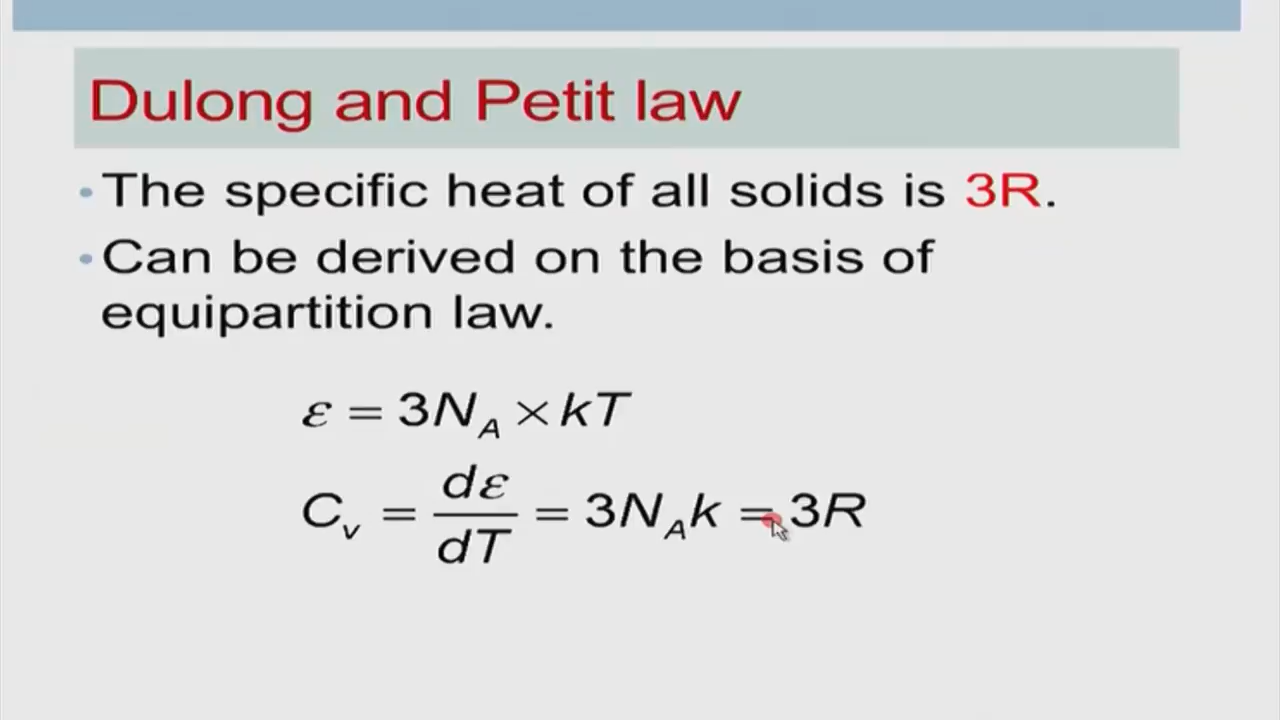 Dulong and Petit law
• The specific heat of all solids is 3R.
• Can be derived on the basis of
equipartition law.
ε = 3N_A × kT
C_v = dε/dT = 3N_A k = 3R